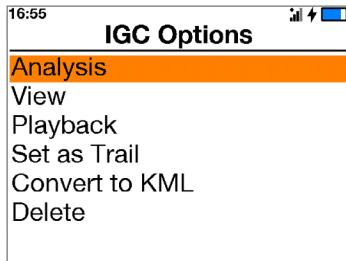 16:55
IGC Options
Analysis
View
Playback
Set as Trail
Convert to KML
Delete